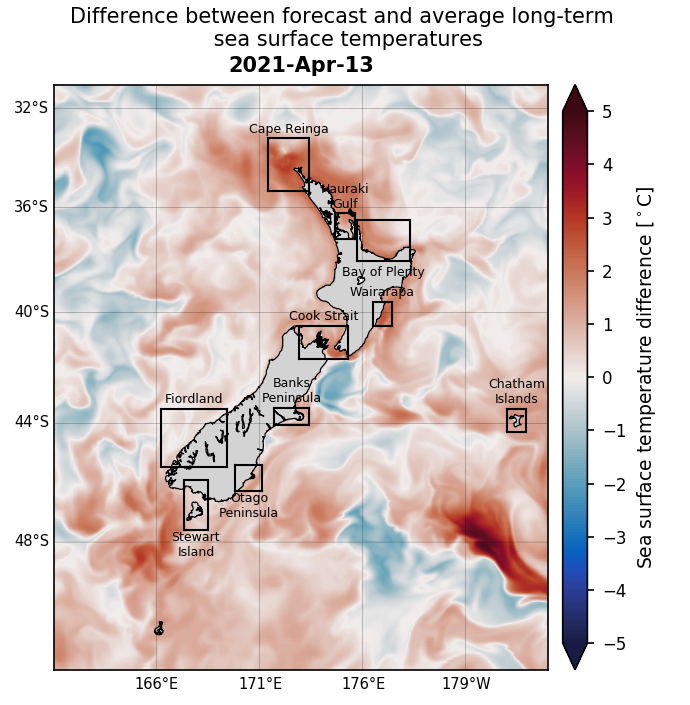 Difference between forecast and average long-term
sea surface temperatures
2021-Apr-13
32°S
36°S
40°S
44°S
48°S
166°E
171°E
176°E
179°W
Cape Reinga
Hauraki
Gulf
Bay of Plenty
Wairarapa
Cook Strait
Banks
Peninsula
Fiordland
Chatham
Islands
Otago
Peninsula
Stewart
Island
5
4
3
2
1
0
−1
−2
−3
−4
−5
Sea surface temperature difference [°C]